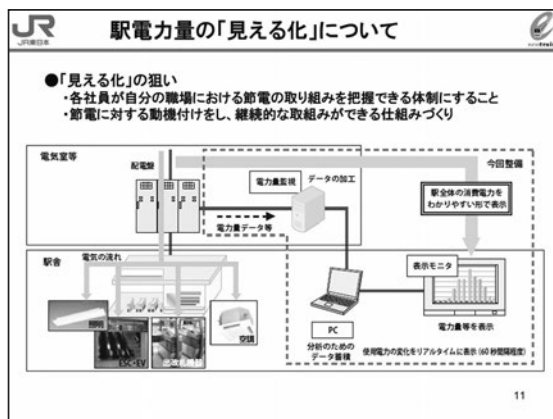 JR
JR東日本
駅電力量の「見える化」について
●「見える化」の狙い
・各社員が自分の職場における節電の取り組みを把握できる体制にすること
・節電に対する動機付けをし、継続的な取組みができる仕組みづくり
電気室等
配電盤
電力量監視
データの加工
今回整備
電力量データ等
駅全体の消費電力を
わかりやすい形で表示
駅舎
電気の流れ
照明
ESC・EV
出改札機器
空調
PC
分析のための
データ蓄積
表示モニタ
電力量等を表示
使用電力の変化をリアルタイムに表示(60秒間隔程度)
11